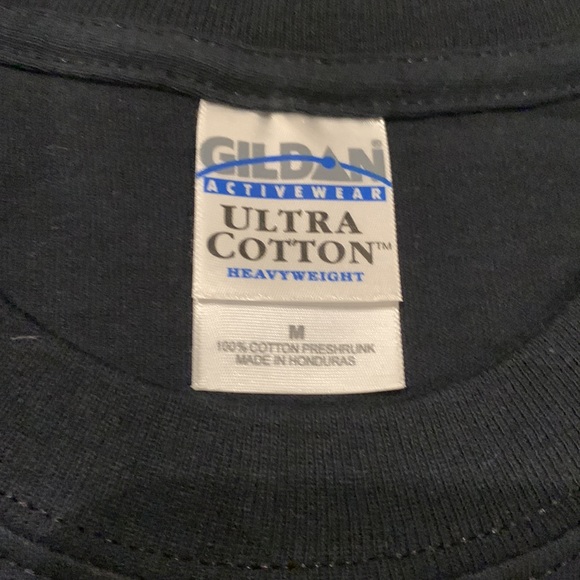 GILDAN
ACTIVEWEAR
ULTRA
COTTON™
HEAVYWEIGHT
M
100% COTTON PRESHRUNK
MADE IN HONDURAS